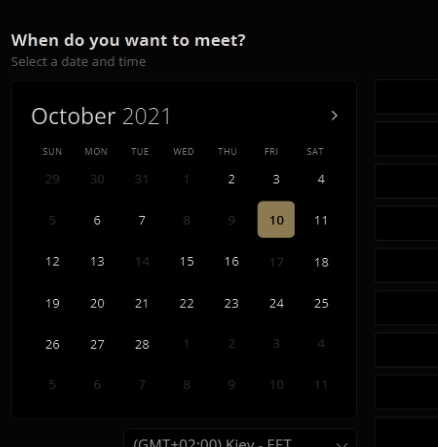 When do you want to meet?
Select a date and time
October 2021
SUN MON TUE WED THU FRI SAT
29 30 31 1 2 3 4
5 6 7 8 9 10 11
12 13 14 15 16 17 18
19 20 21 22 23 24 25
26 27 28 1 2 3 4
5 6 7 8 9 10 11
(GMT+02:00) Kiev - EET